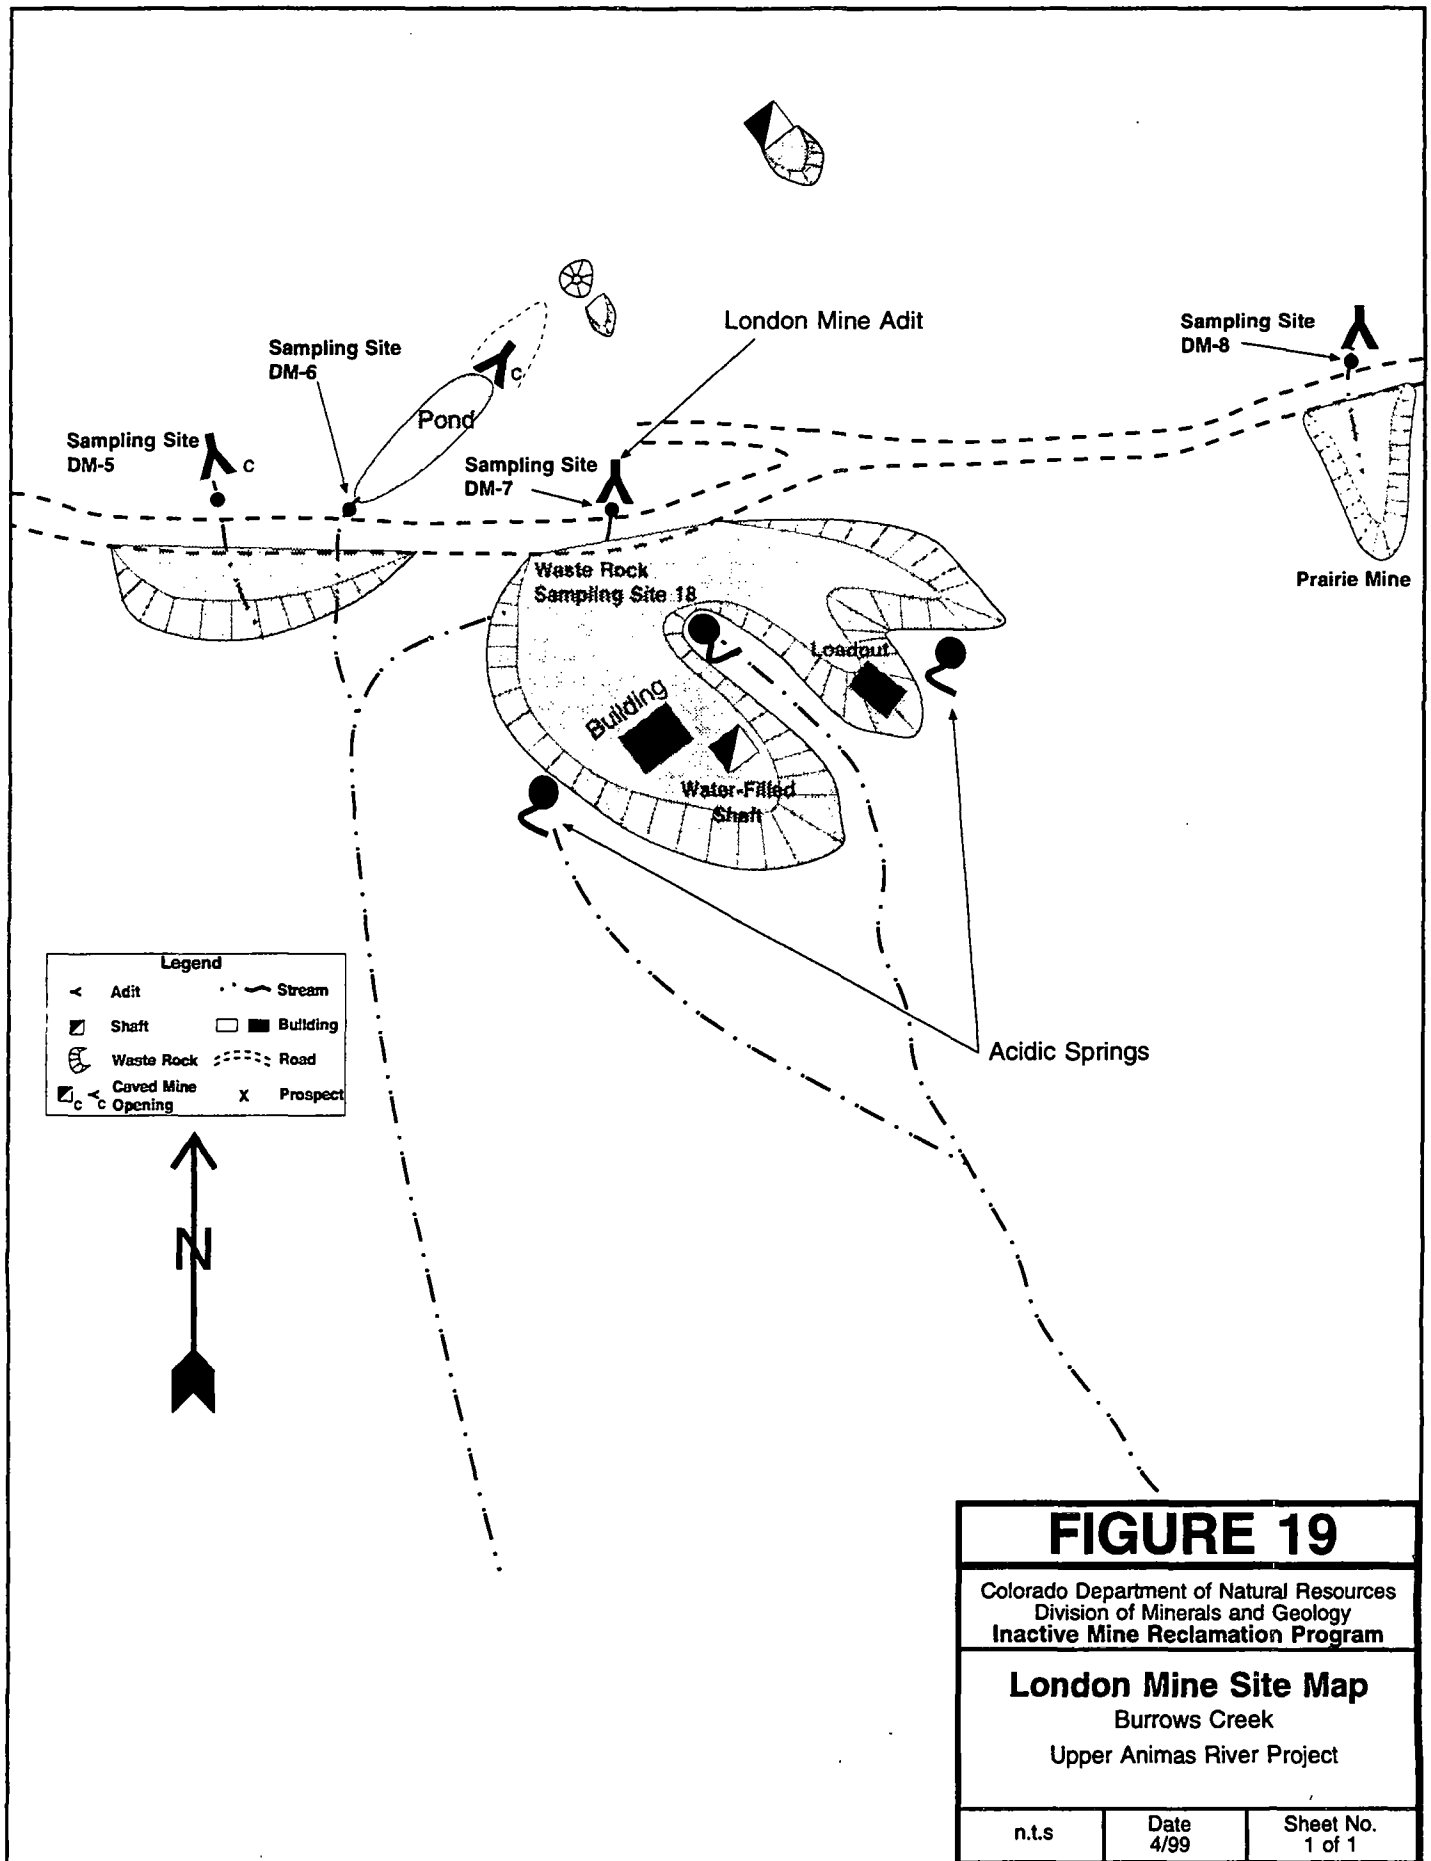 London Mine Adit
Sampling Site
DM-8
Sampling Site
DM-6
C
Pond
Sampling Site
DM-5
C
Sampling Site
DM-7
Waste Rock
Sampling Site 18
Prairie Mine
Loadout
Building
Water-Filled
Shaft
Acidic Springs
Legend
Adit
Stream
Shaft
Building
Waste Rock
Road
C
C
Caved Mine
Opening
X
Prospect
N
FIGURE 19
Colorado Department of Natural Resources
Division of Minerals and Geology
Inactive Mine Reclamation Program
London Mine Site Map
Burrows Creek
Upper Animas River Project
n.t.s
Date
4/99
Sheet No.
1 of 1